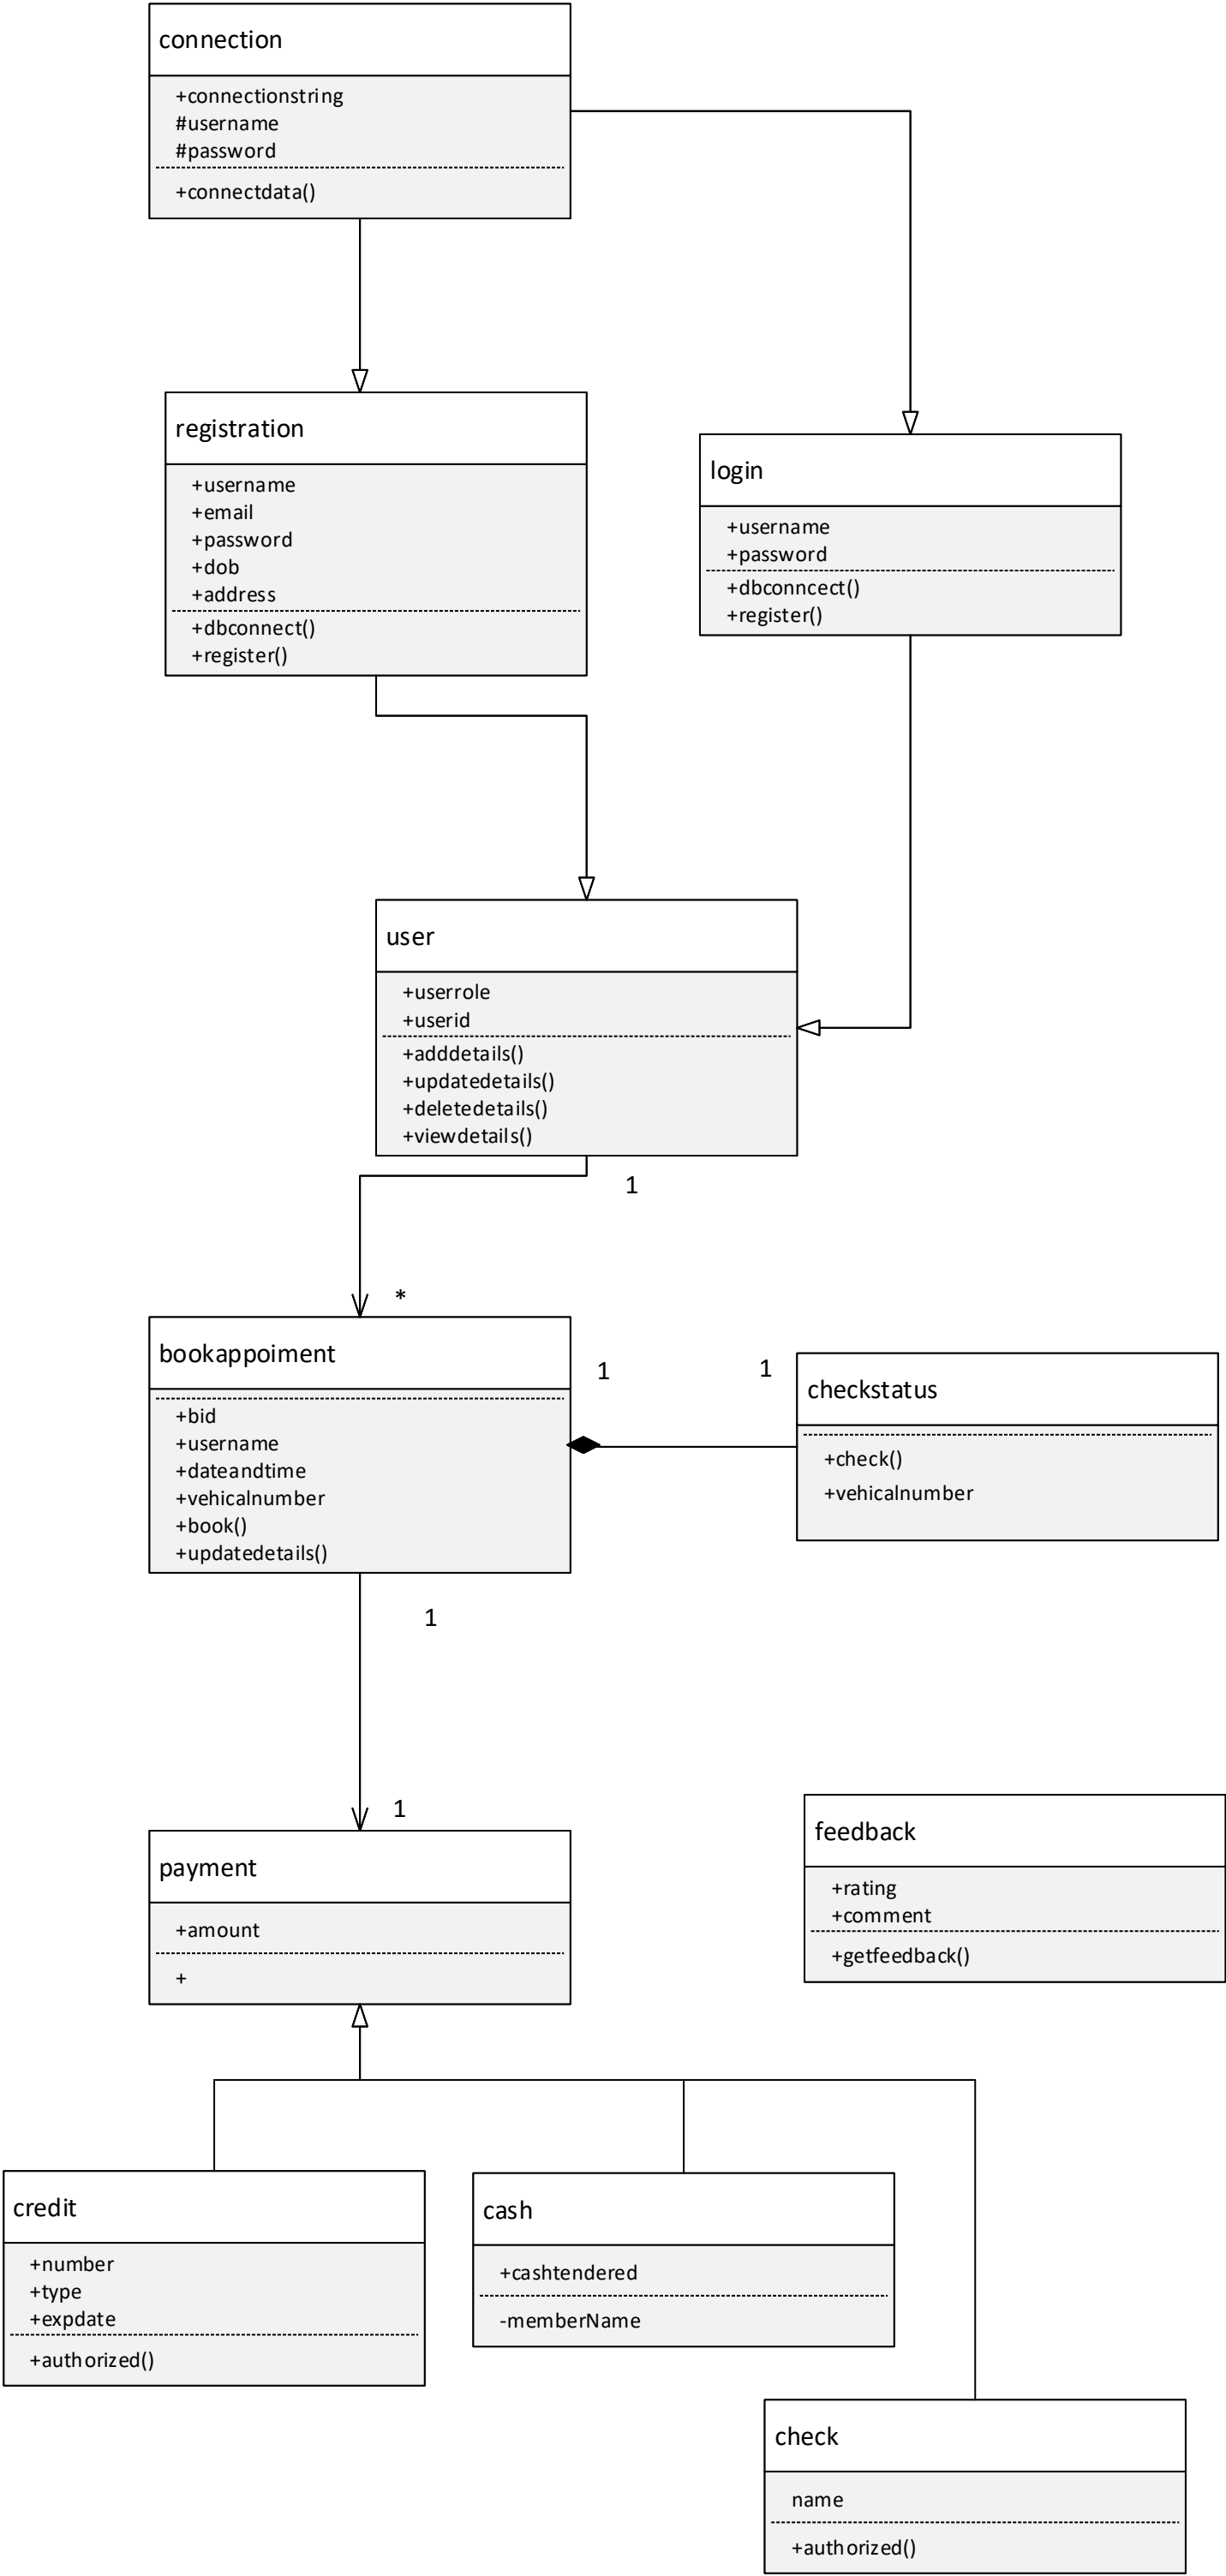 connection
+connectionstring
#username
#password
+connectdata()
registration
+username
+email
+password
+dob
+address
+dbconnect()
+register()
login
+username
+password
+dbconncect()
+register()
user
+userrole
+userid
+adddetails()
+updatedetails()
+deletedetails()
+viewdetails()
1
*
bookappoiment
+bid
+username
+dateandtime
+vehicalnumber
+book()
+updatedetails()
1
1
checkstatus
+check()
+vehicalnumber
1
1
payment
+amount
+
feedback
+rating
+comment
+getfeedback()
credit
+number
+type
+expdate
+authorized()
cash
+cashtendered
-memberName
check
name
+authorized()